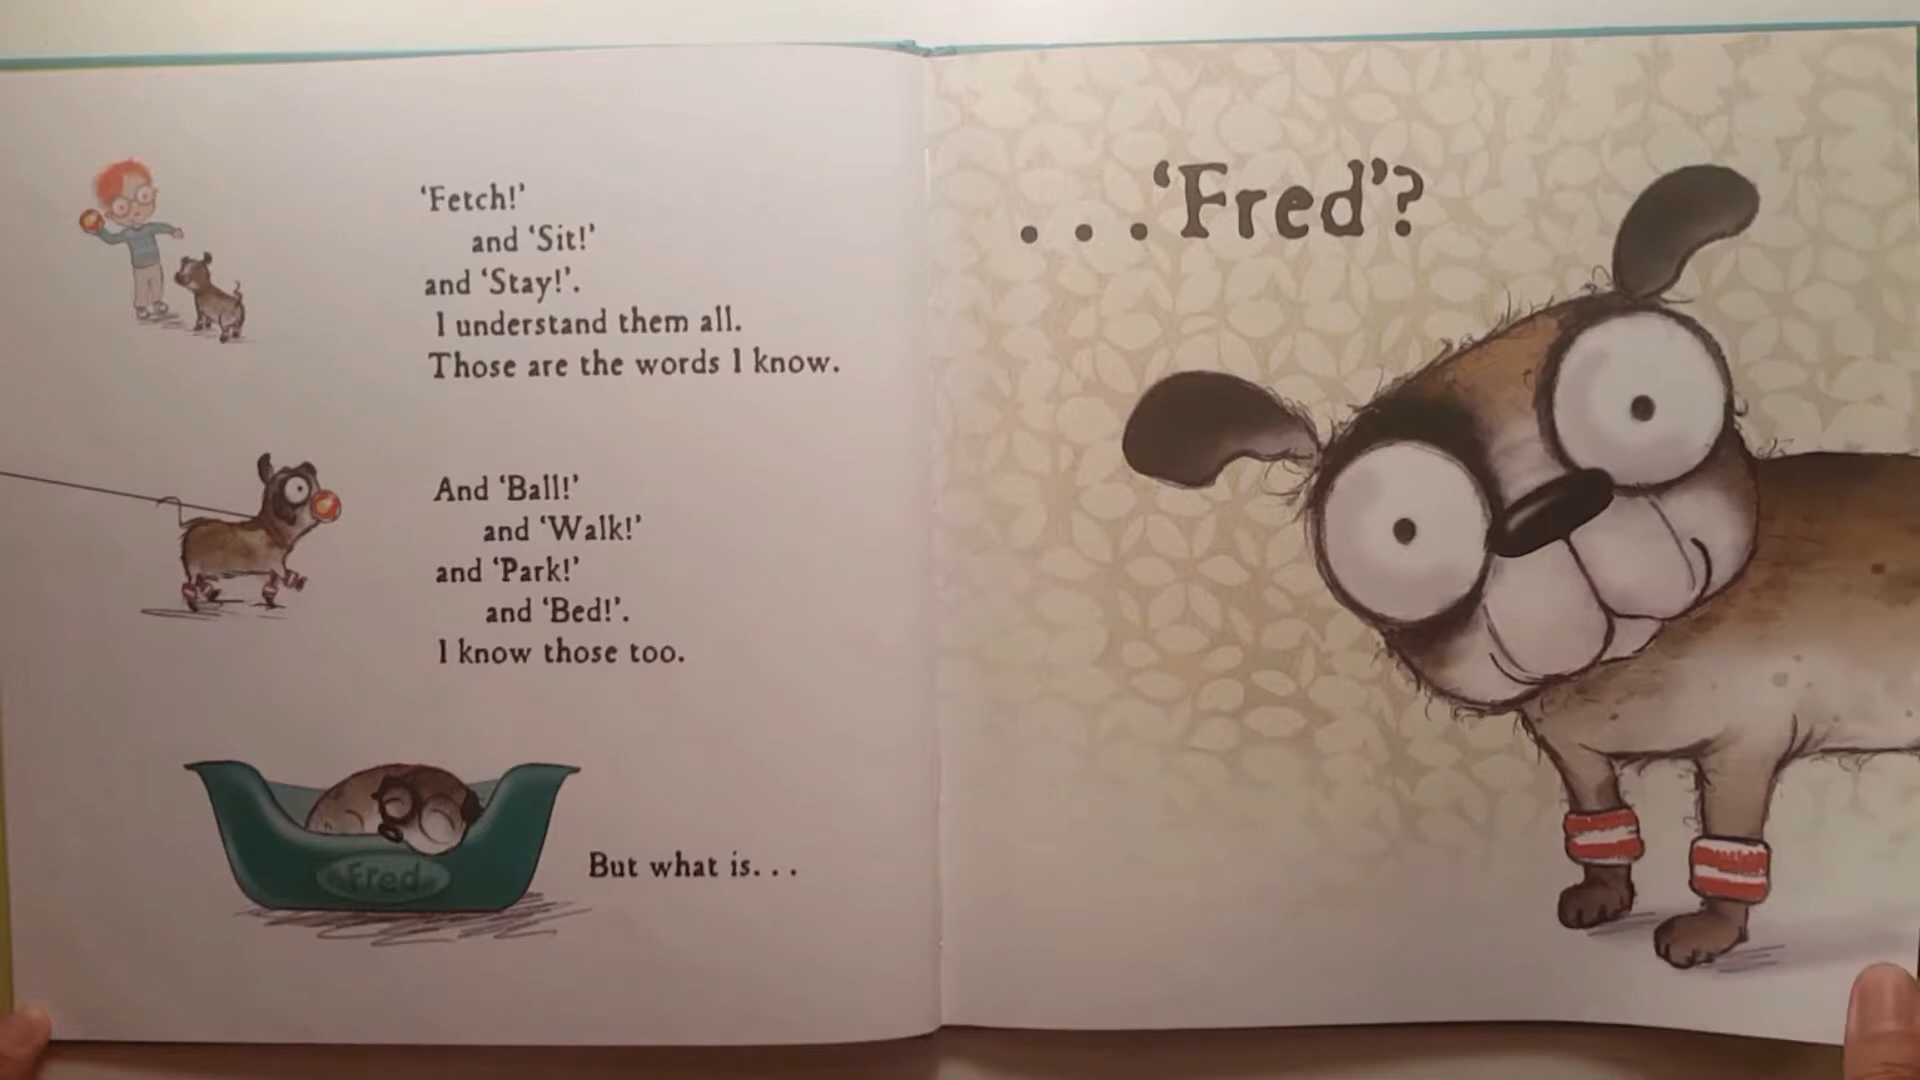 ‘Fetch!’
and ‘Sit!’
and ‘Stay!’.
I understand them all.
Those are the words I know.
And ‘Ball!’
and ‘Walk!’
and ‘Park!’
and ‘Bed!’.
I know those too.
Fred
But what is. . .
. . .‘Fred’?